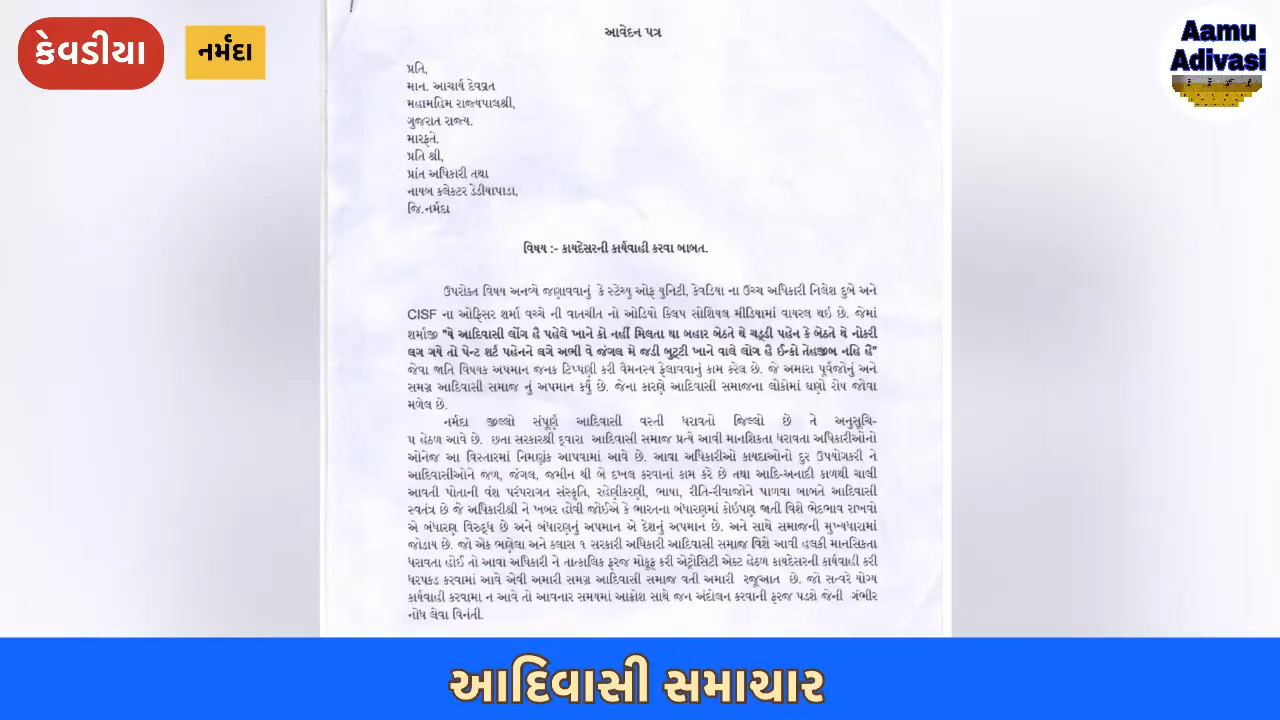 કેવડીયા
નર્મદા
Aamu
Adivasi
આવેદન પત્ર
પ્રતિ,
માન. આચાર્ય દેવવ્રત
મહામહિમ રાજ્યપાલશ્રી,
ગુજરાત રાજ્ય.
મારફતે.
પ્રતિ શ્રી,
પ્રાંત અધિકારી તથા
નાયબ કલેકટર ડેડીયાપાડા,
જિ.નર્મદા
વિષય :- કાયદેસરની કાર્યવાહી કરવા બાબત.
ઉપરોક્ત વિષય અનવ્યે જણાવવાનું કે સ્ટેચ્યુ ઓફ યુનિટી, કેવડિયા ના ઉચ્ચ અધિકારી નિલેશ દુબે અને
CISF ના ઓફિસર શર્મા વચ્ચે ની વાતચીત નો ઓડિયો ક્લિપ સોશિયલ મીડિયામાં વાયરલ થઇ છે. જેમાં
શર્માજી "યે આદિવાસી લોંગ હૈ પહેલે ખાને કો નહીં મિલતા થા બહાર બેઠતે થે ચડ્ડી પહેન કે બેઠતે થે નોકરી
લગ ગયે તો પેન્ટ શર્ટ પહેનને લગે અભી વે જંગલ મે જડી બુટ્ટી ખાને વાલે લોગ હૈ ઈન્કો તેહજીબ નહિ હૈ"
જેવા જાતિ વિષયક અપમાન જનક ટિપ્પાણી કરી વૈમનસ્ય ફેલાવવાનું કામ કરેલ છે. જે અમારા પૂર્વજોનું અને
સમગ્ર આદિવાસી સમાજ નું અપમાન કર્યું છે. જેના કારણે આદિવાસી સમાજના લોકોમાં ઘણો રોષ જોવા
મળેલ છે.
નર્મદા જીલ્લો સંપૂર્ણ આદિવાસી વસ્તી ધરાવતો જિલ્લો છે તે અનુસૂચિ-
૫ હેઠળ આવે છે. છતા સરકારશ્રી દ્વારા આદિવાસી સમાજ પ્રત્યે આવી માનશિકતા ધરાવતા અધિકારીઓનો
ઓનેજ આ વિસ્તારમાં નિમણૂંક આપવામાં આવે છે. આવા અધિકારીઓ કાયદાઓનો દુર ઉપયોગકરી ને
આદિવાસીઓને જળ, જંગલ, જમીન થી બે દખલ કરવાનાં કામ કરે છે તથા આદિ-અનાદી કાળથી ચાલી
આવતી પોતાની વંશ પરંપરાગત સંસ્કૃતિ, રહેણીકરણી, ભાષા, રીતિ-રીવાજોને પાળવા બાબતે આદિવાસી
સ્વતંત્ર છે જે અધિકારીશ્રી ને ખબર હોવી જોઈએ કે ભારતના બંધારણમાં કોઇપણ જાતી વિશે ભેદભાવ રાખવો
એ બંધારણ વિરુદ્ધ છે અને બંધારણનું અપમાન એ દેશનું અપમાન છે. અને સાથે સમાજની મુખ્યધારામાં
જોડાય છે. જો એક ભણેલા અને કલાસ ૧ સરકારી અધિકારી આદિવાસી સમાજ વિશે આવી હલકી માનસિકતા
ધરાવતા હોઈ તો આવા અધિકારી ને તાત્કાલિક ફરજ મોકૂફ કરી એટ્રોસિટી એક્ટ હેઠળ કાયદેસરની કાર્યવાહી કરી
ધરપકડ કરવામાં આવે એવી અમારી સમગ્ર આદિવાસી સમાજ વતી અમારી રજૂઆત છે. જો સત્વરે યોગ્ય
કાર્યવાહી કરવામા ન આવે તો આવનાર સમયમાં આક્રોશ સાથે જન અંદોલન કરવાની ફરજ પડશે જેની ગંભીર
નોંધ લેવા વિનંતી.
આદિવાસી સમાચાર